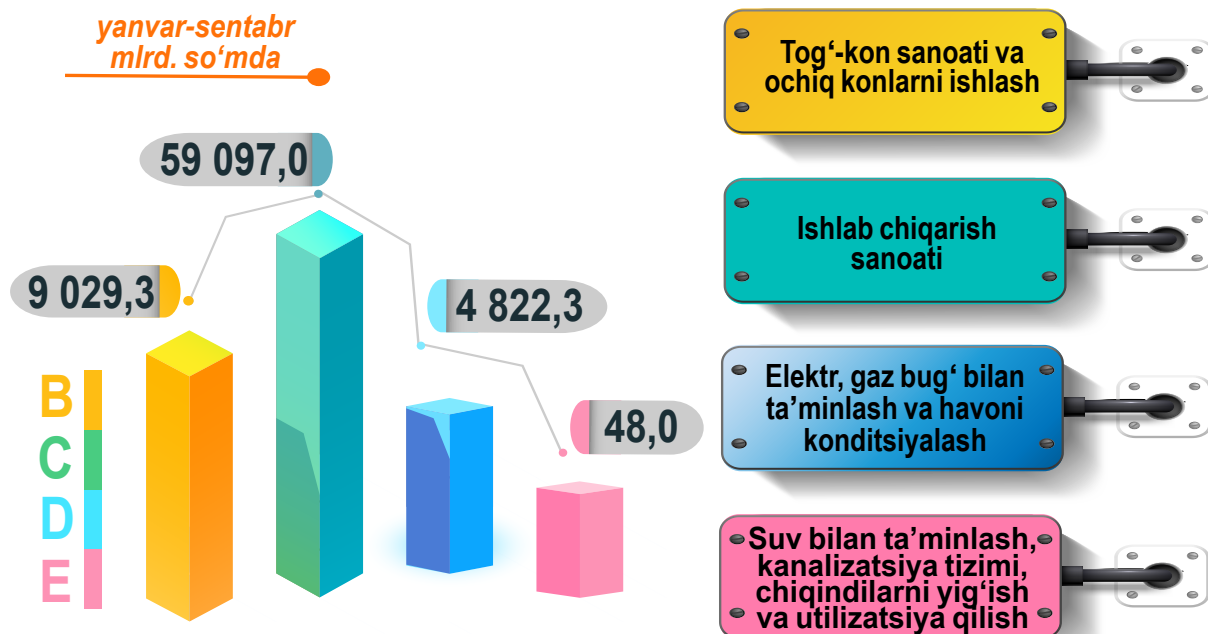 yanvar-sentabr
mlrd. so‘mda
59 097,0
9 029,3
4 822,3
48,0
B
C
D
E
Tog‘-kon sanoati va
ochiq konlarni ishlash
Ishlab chiqarish
sanoati
Elektr, gaz bug‘ bilan
ta’minlash va havoni
konditsiyalash
Suv bilan ta’minlash,
kanalizatsiya tizimi,
chiqindilarni yig‘ish
va utilizatsiya qilish